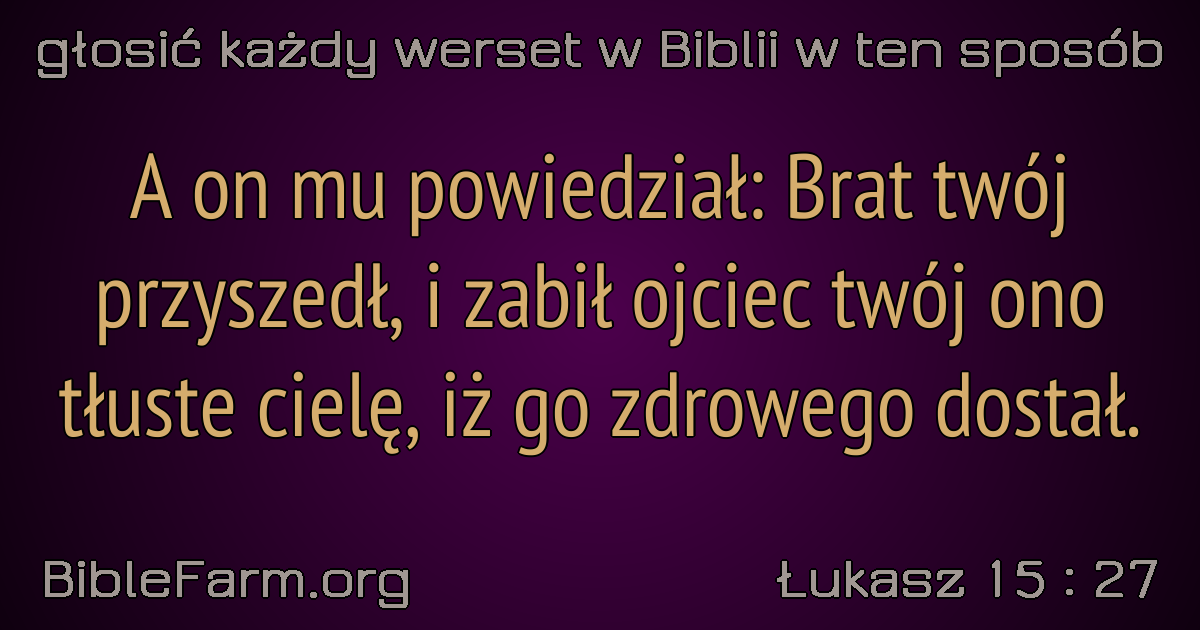 głosić każdy werset w Biblii w ten sposób
A on mu powiedział: Brat twój
przyszedł, i zabił ojciec twój ono
tłuste cielę, iż go zdrowego dostał.
BibleFarm.org
Łukasz 15 : 27